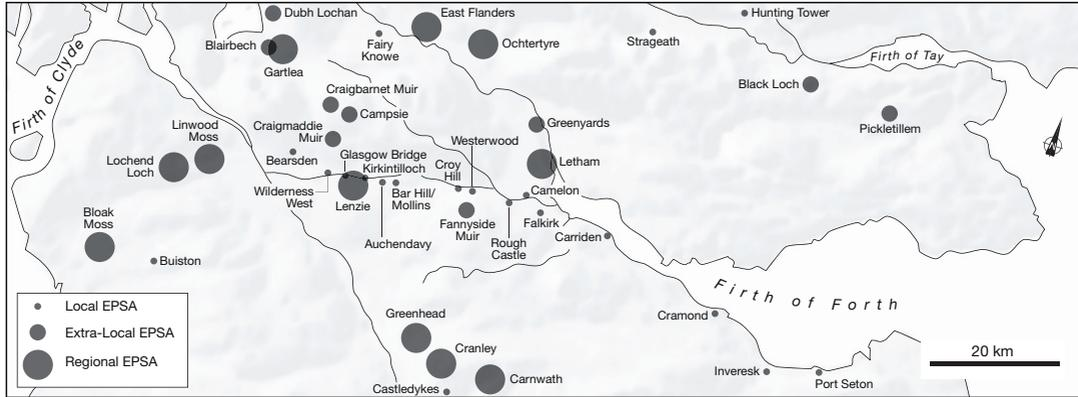 Dubh Lochan
East Flanders
Hunting Tower
Blairbech
Fairy
Knowe
Ochtertyre
Strageath
Firth of Tay
Gartlea
Firth of Clyde
Craigbarnet Muir
Black Loch
Campsie
Linwood
Moss
Craigmaddie
Muir
Greenyards
Pickletillem
Westerwood
Lochend
Loch
Bearsden
Glasgow Bridge
Kirkintilloch
Croy
Hill
Letham
Wilderness
West
Lenzie
Bar Hill/
Mollins
Camelon
Bloak
Moss
Fannyside
Muir
Falkirk
Auchendavy
Rough
Castle
Carriden
Buiston
Firth of Forth
Local EPSA
Extra-Local EPSA
Regional EPSA
Greenhead
Cramond
Cranley
20 km
Carnwath
Inveresk
Castledykes
Port Seton